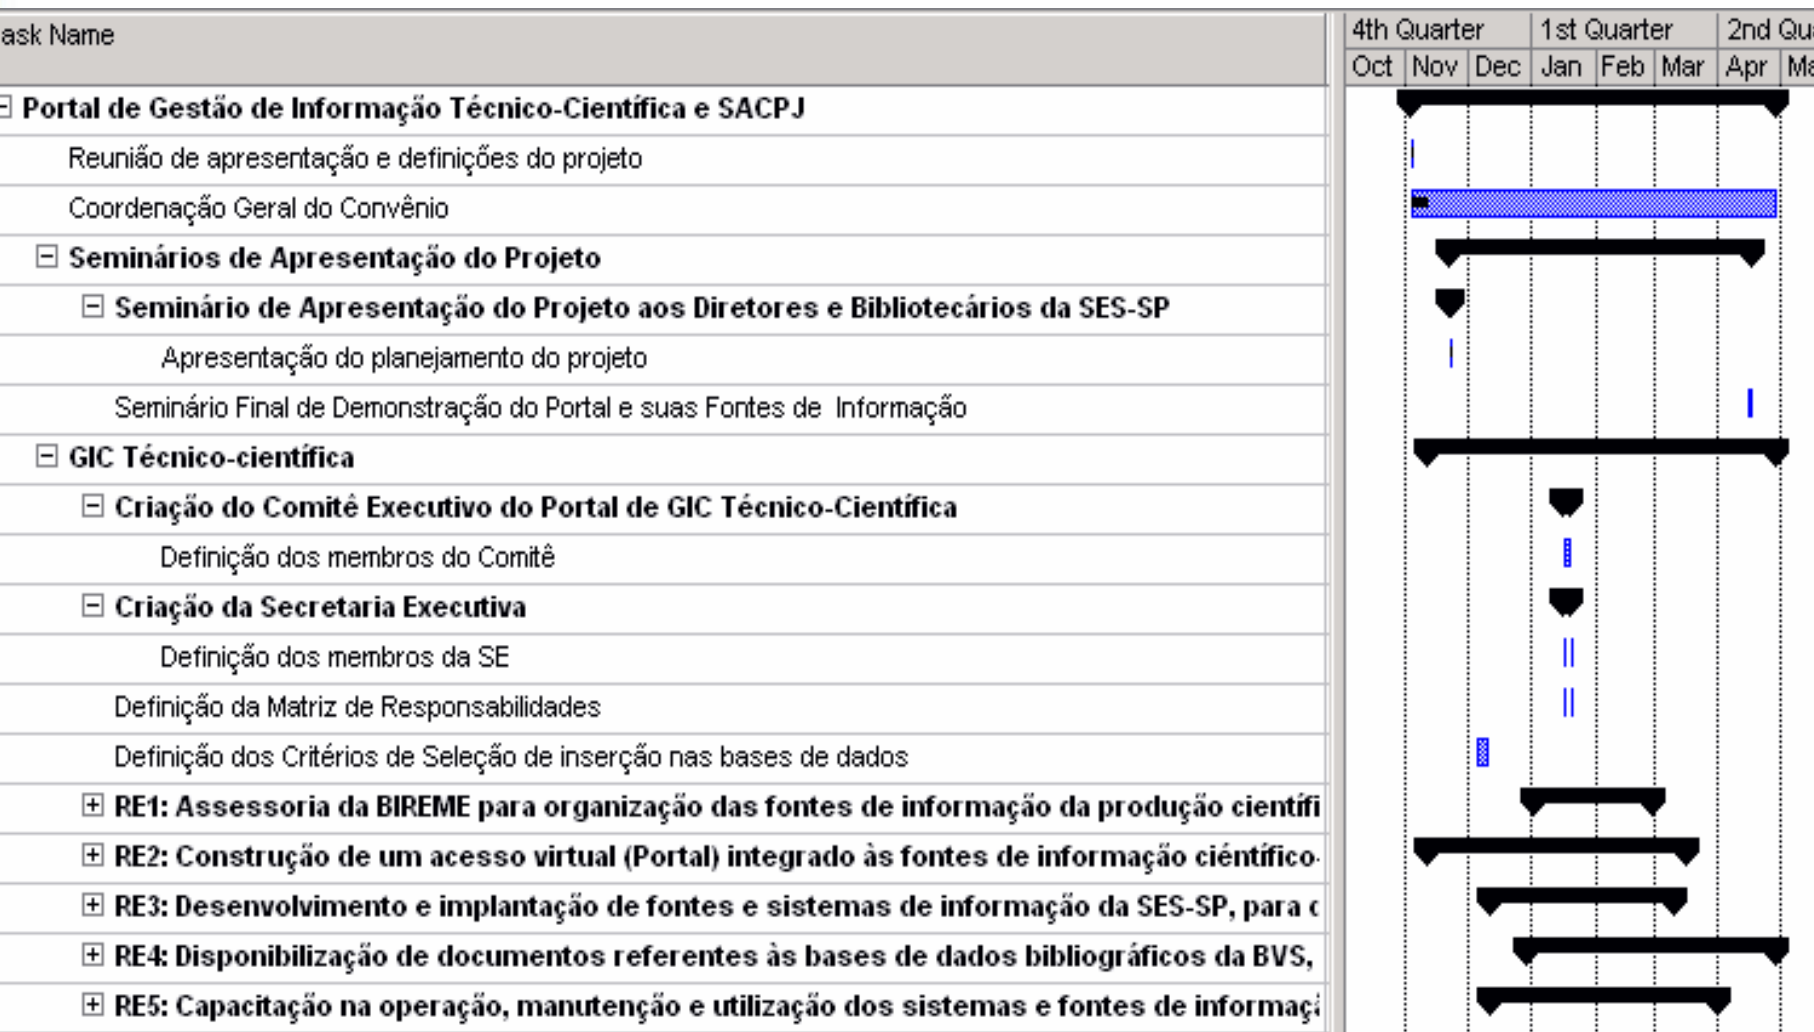 ask Name
4th Quarter 1st Quarter 2nd Qua
Oct Nov Dec Jan Feb Mar Apr Ma
Portal de Gestão de Informação Técnico-Científica e SACPJ
Reunião de apresentação e definições do projeto
Coordenação Geral do Convênio
Seminários de Apresentação do Projeto
Seminário de Apresentação do Projeto aos Diretores e Bibliotecários da SES-SP
Apresentação do planejamento do projeto
Seminário Final de Demonstração do Portal e suas Fontes de Informação
GIC Técnico-científica
Criação do Comitê Executivo do Portal de GIC Técnico-Científica
Definição dos membros do Comitê
Criação da Secretaria Executiva
Definição dos membros da SE
Definição da Matriz de Responsabilidades
Definição dos Critérios de Seleção de inserção nas bases de dados
RE1: Assessoria da BIREME para organização das fontes de informação da produção científi
RE2: Construção de um acesso virtual (Portal) integrado às fontes de informação ciéntífico-
RE3: Desenvolvimento e implantação de fontes e sistemas de informação da SES-SP, para c
RE4: Disponibilização de documentos referentes às bases de dados bibliográficos da BVS,
RE5: Capacitação na operação, manutenção e utilização dos sistemas e fontes de informaçã